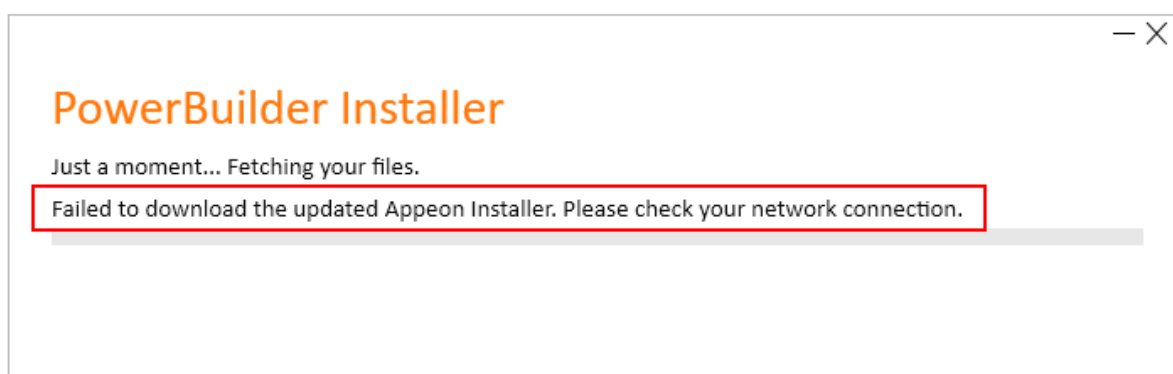 PowerBuilder Installer
Just a moment... Fetching your files.
Failed to download the updated Appeon Installer. Please check your network connection.